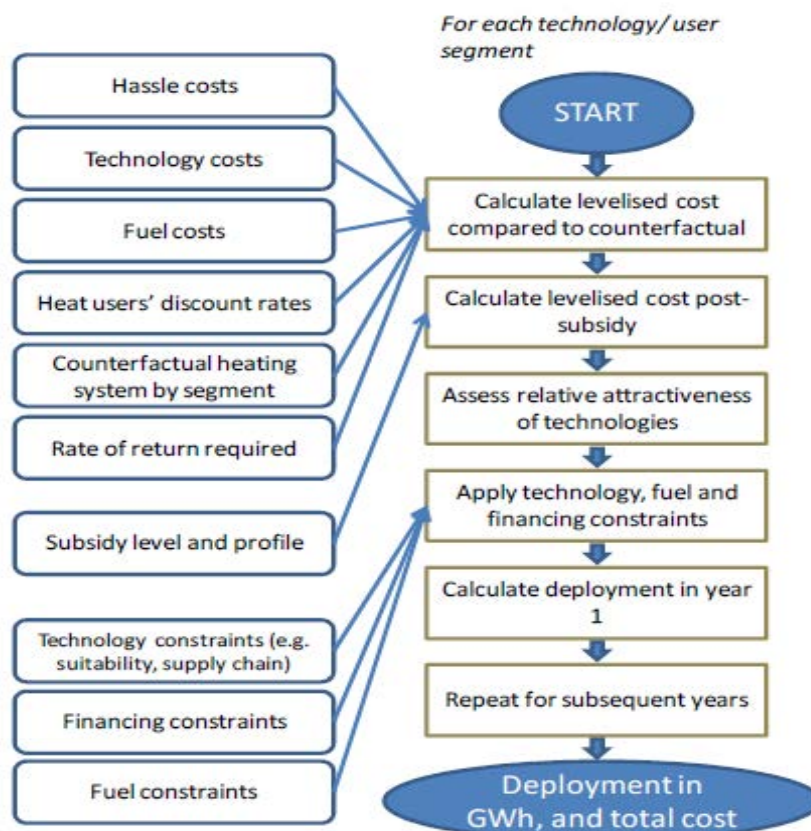 For each technology/ user
segment
Hassle costs
Technology costs
Fuel costs
Heat users' discount rates
Counterfactual heating
system by segment
Rate of return required
Subsidy level and profile
Technology constraints (e.g.
suitability, supply chain)
Financing constraints
Fuel constraints
START
Calculate levelised cost
compared to counterfactual
Calculate levelised cost post-
subsidy
Assess relative attractiveness
of technologies
Apply technology, fuel and
financing constraints
Calculate deployment in year
1
Repeat for subsequent years
Deployment in
GWh, and total cost